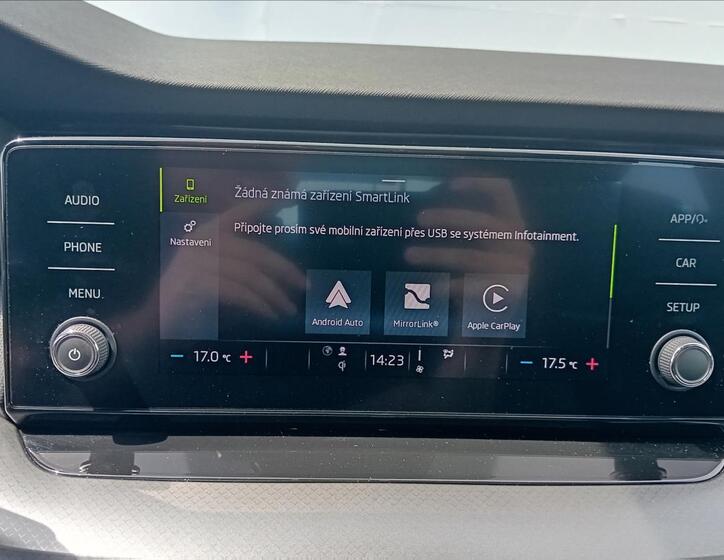 AUDIO
PHONE
MENU
Zařízení
Nastavení
Žádná známá zařízení SmartLink
Připojte prosím své mobilní zařízení přes USB se systémem Infotainment.
Android Auto
MirrorLink®
Apple CarPlay
17.0 °C
14:23
17.5 °C
APP/
CAR
SETUP